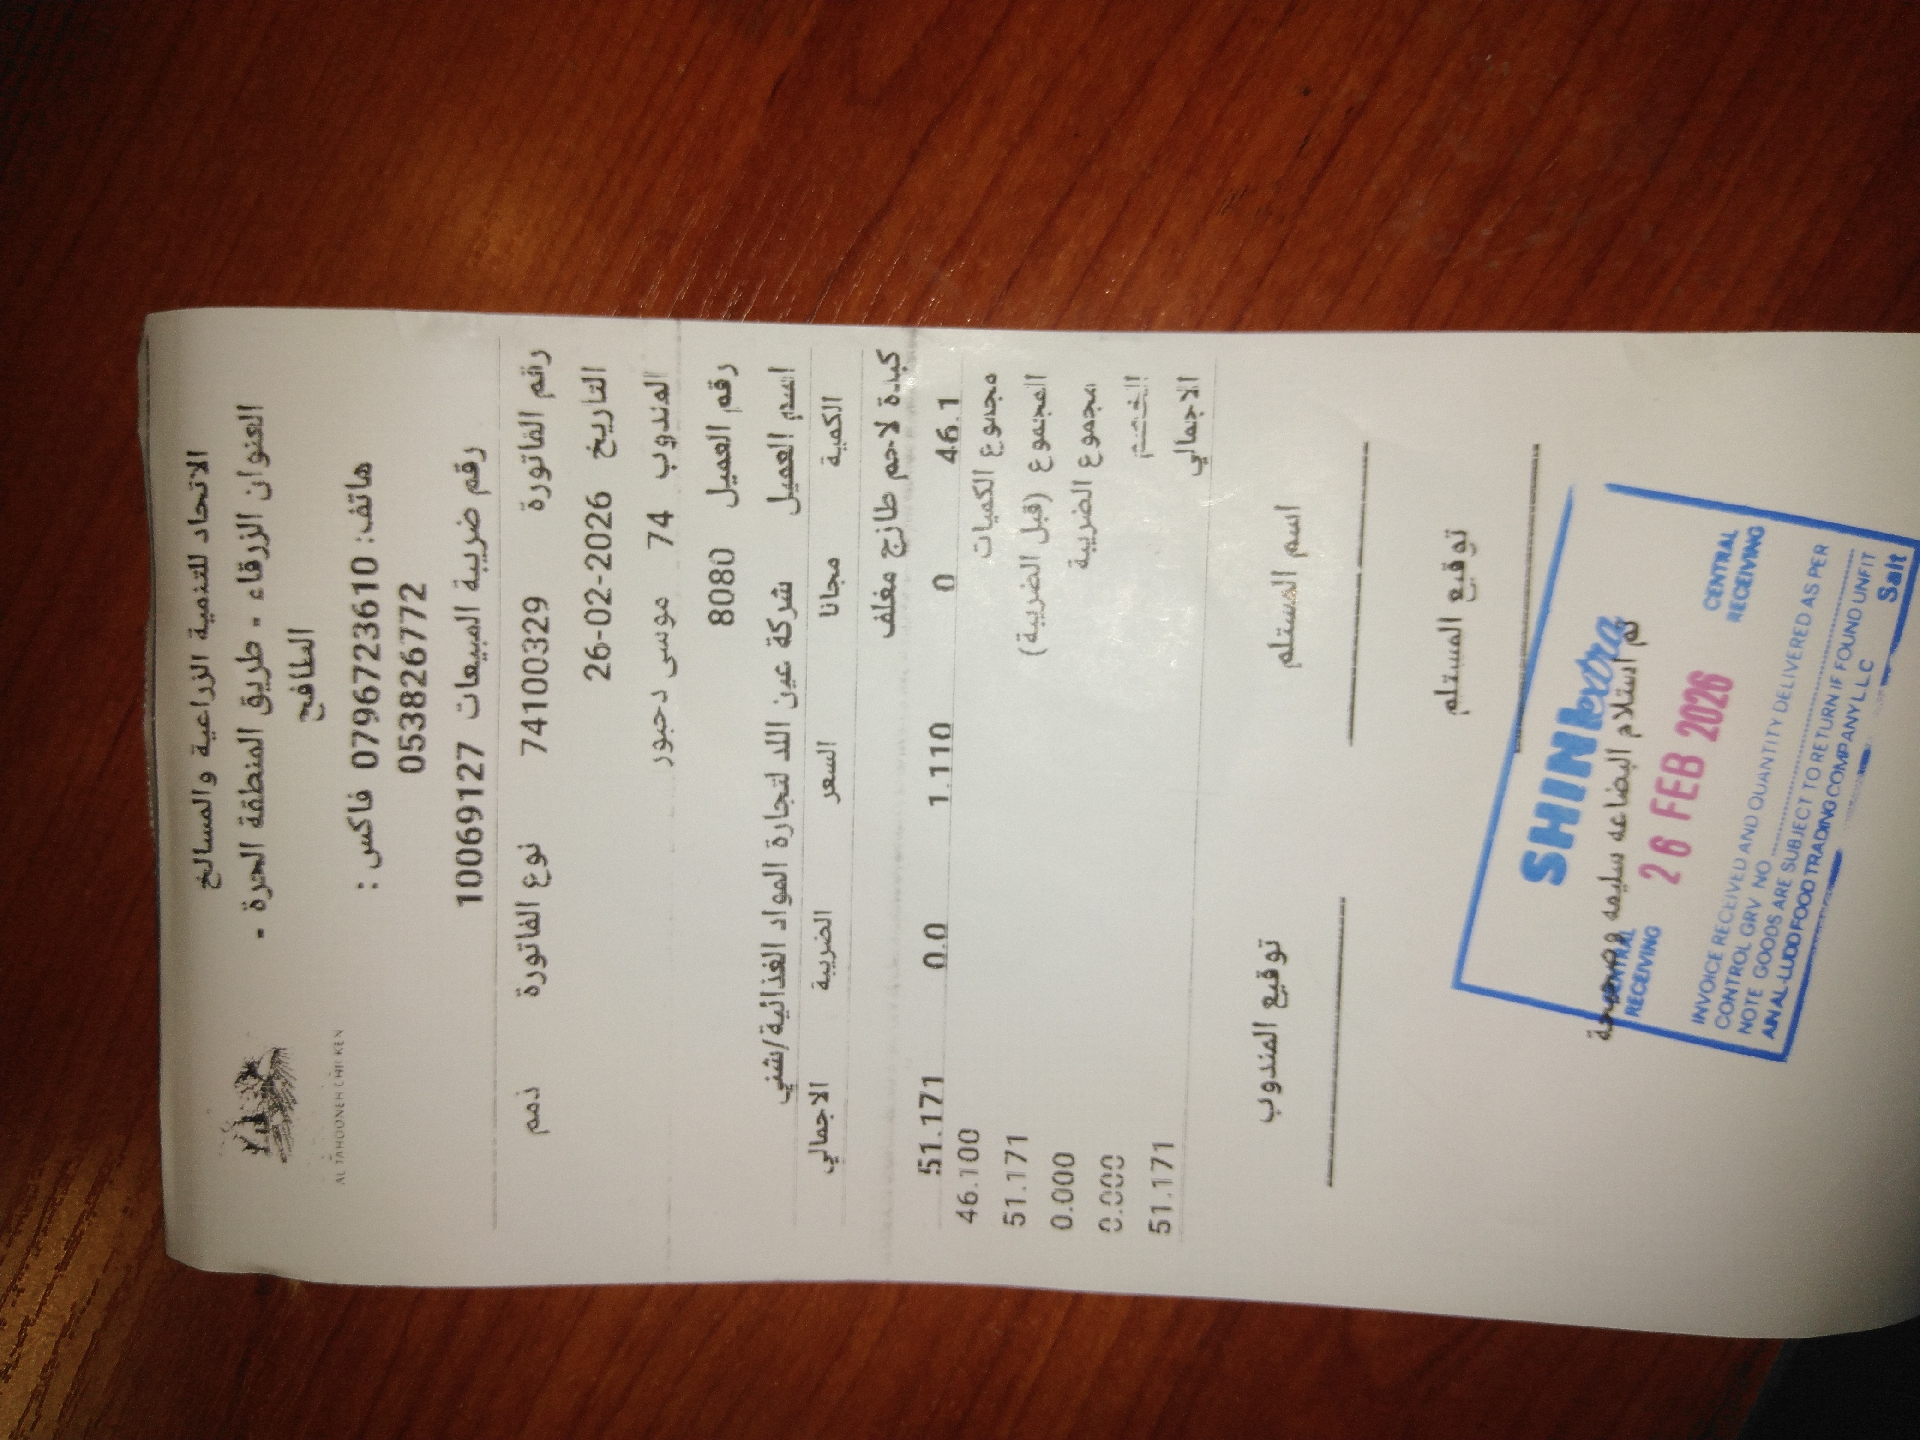 AL TAHOONEH CHICKEN
الاتحاد للتنمية الزراعية والمسالخ
العنوان الزرقاء - طريق المنطقة الحرة -
هاتف: 0796723610 فاكس :
0538826772
رقم ضريبة المبيعات 100669127
رقم الفاتورة 74100329 نوع الفاتورة ذمم
التاريخ 26-02-2026
المندوب 74 موسى دحبور
رقم العميل 8080
اسم العميل شركة عين اللد لتجارة المواد الغذائية/شني
الكمية مجانا السعر الضريبة الاجمالي
كبدة لاحم طازج مغلف
46.1 0 1.110 0.0 51.171
مجموع الكميات 46.100
المجموع (قبل الضريبة) 51.171
مجموع الضريبة 0.000
الخصم 0.000
الاجمالي 51.171
اسم المستلم توقيع المندوب
توقيع المستلم
تم استلام البضاعه سليمه وصحيحة
SHINI extra
CENTRAL RECEIVING
26 FEB 2026
CENTRAL RECEIVING
INVOICE RECEIVED AND QUANTITY DELIVERED AS PER
CONTROL GRV NO
NOTE GOODS ARE SUBJECT TO RETURN IF FOUND UNFIT
AIN AL-LUDD FOOD TRADING COMPANY L.L.C Salt